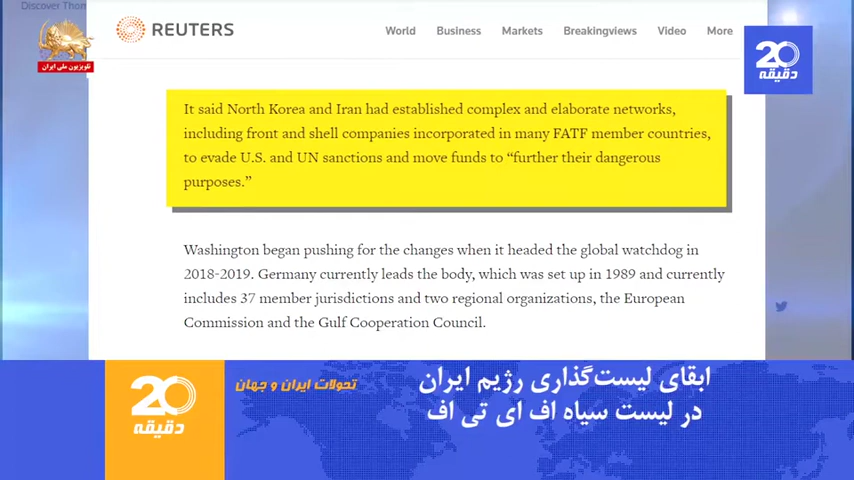 Discover Thom
REUTERS
World Business Markets Breakingviews Video More
تلویزیون ملی ایران
20
دقیقه
It said North Korea and Iran had established complex and elaborate networks,
including front and shell companies incorporated in many FATF member countries,
to evade U.S. and UN sanctions and move funds to “further their dangerous
purposes.”
Washington began pushing for the changes when it headed the global watchdog in
2018-2019. Germany currently leads the body, which was set up in 1989 and currently
includes 37 member jurisdictions and two regional organizations, the European
Commission and the Gulf Cooperation Council.
20
دقیقه
تحولات ایران و جهان
ابقای لیست‌گذاری رژیم ایران
در لیست سیاه اف ای تی اف